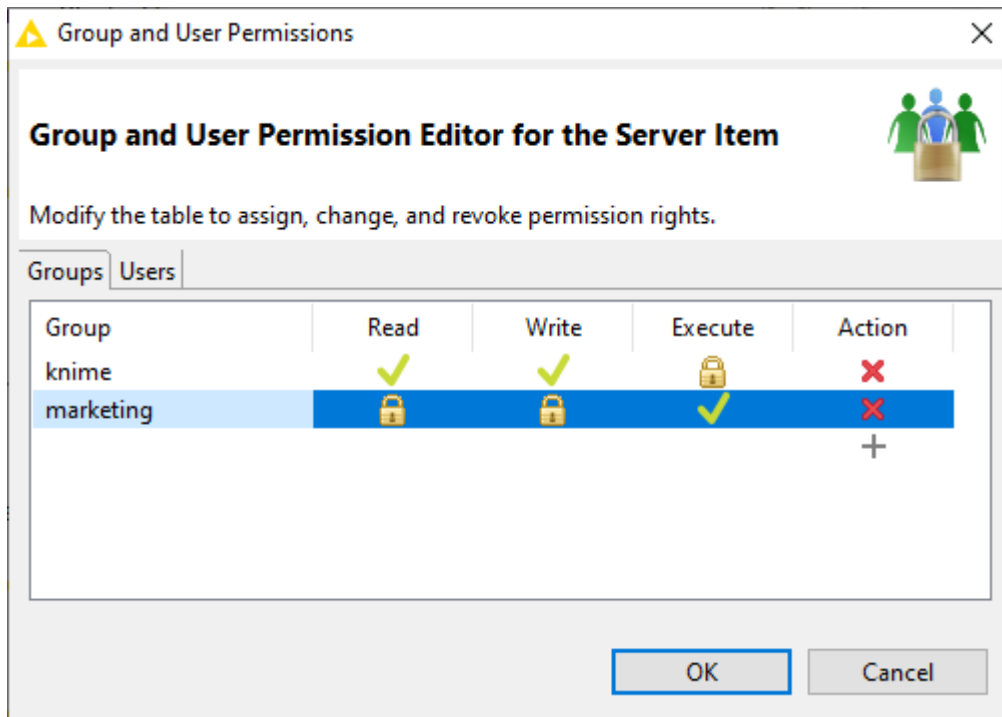 Group and User Permissions
Group and User Permission Editor for the Server Item
Modify the table to assign, change, and revoke permission rights.
Groups Users
Group Read Write Execute Action
knime
marketing
OK Cancel